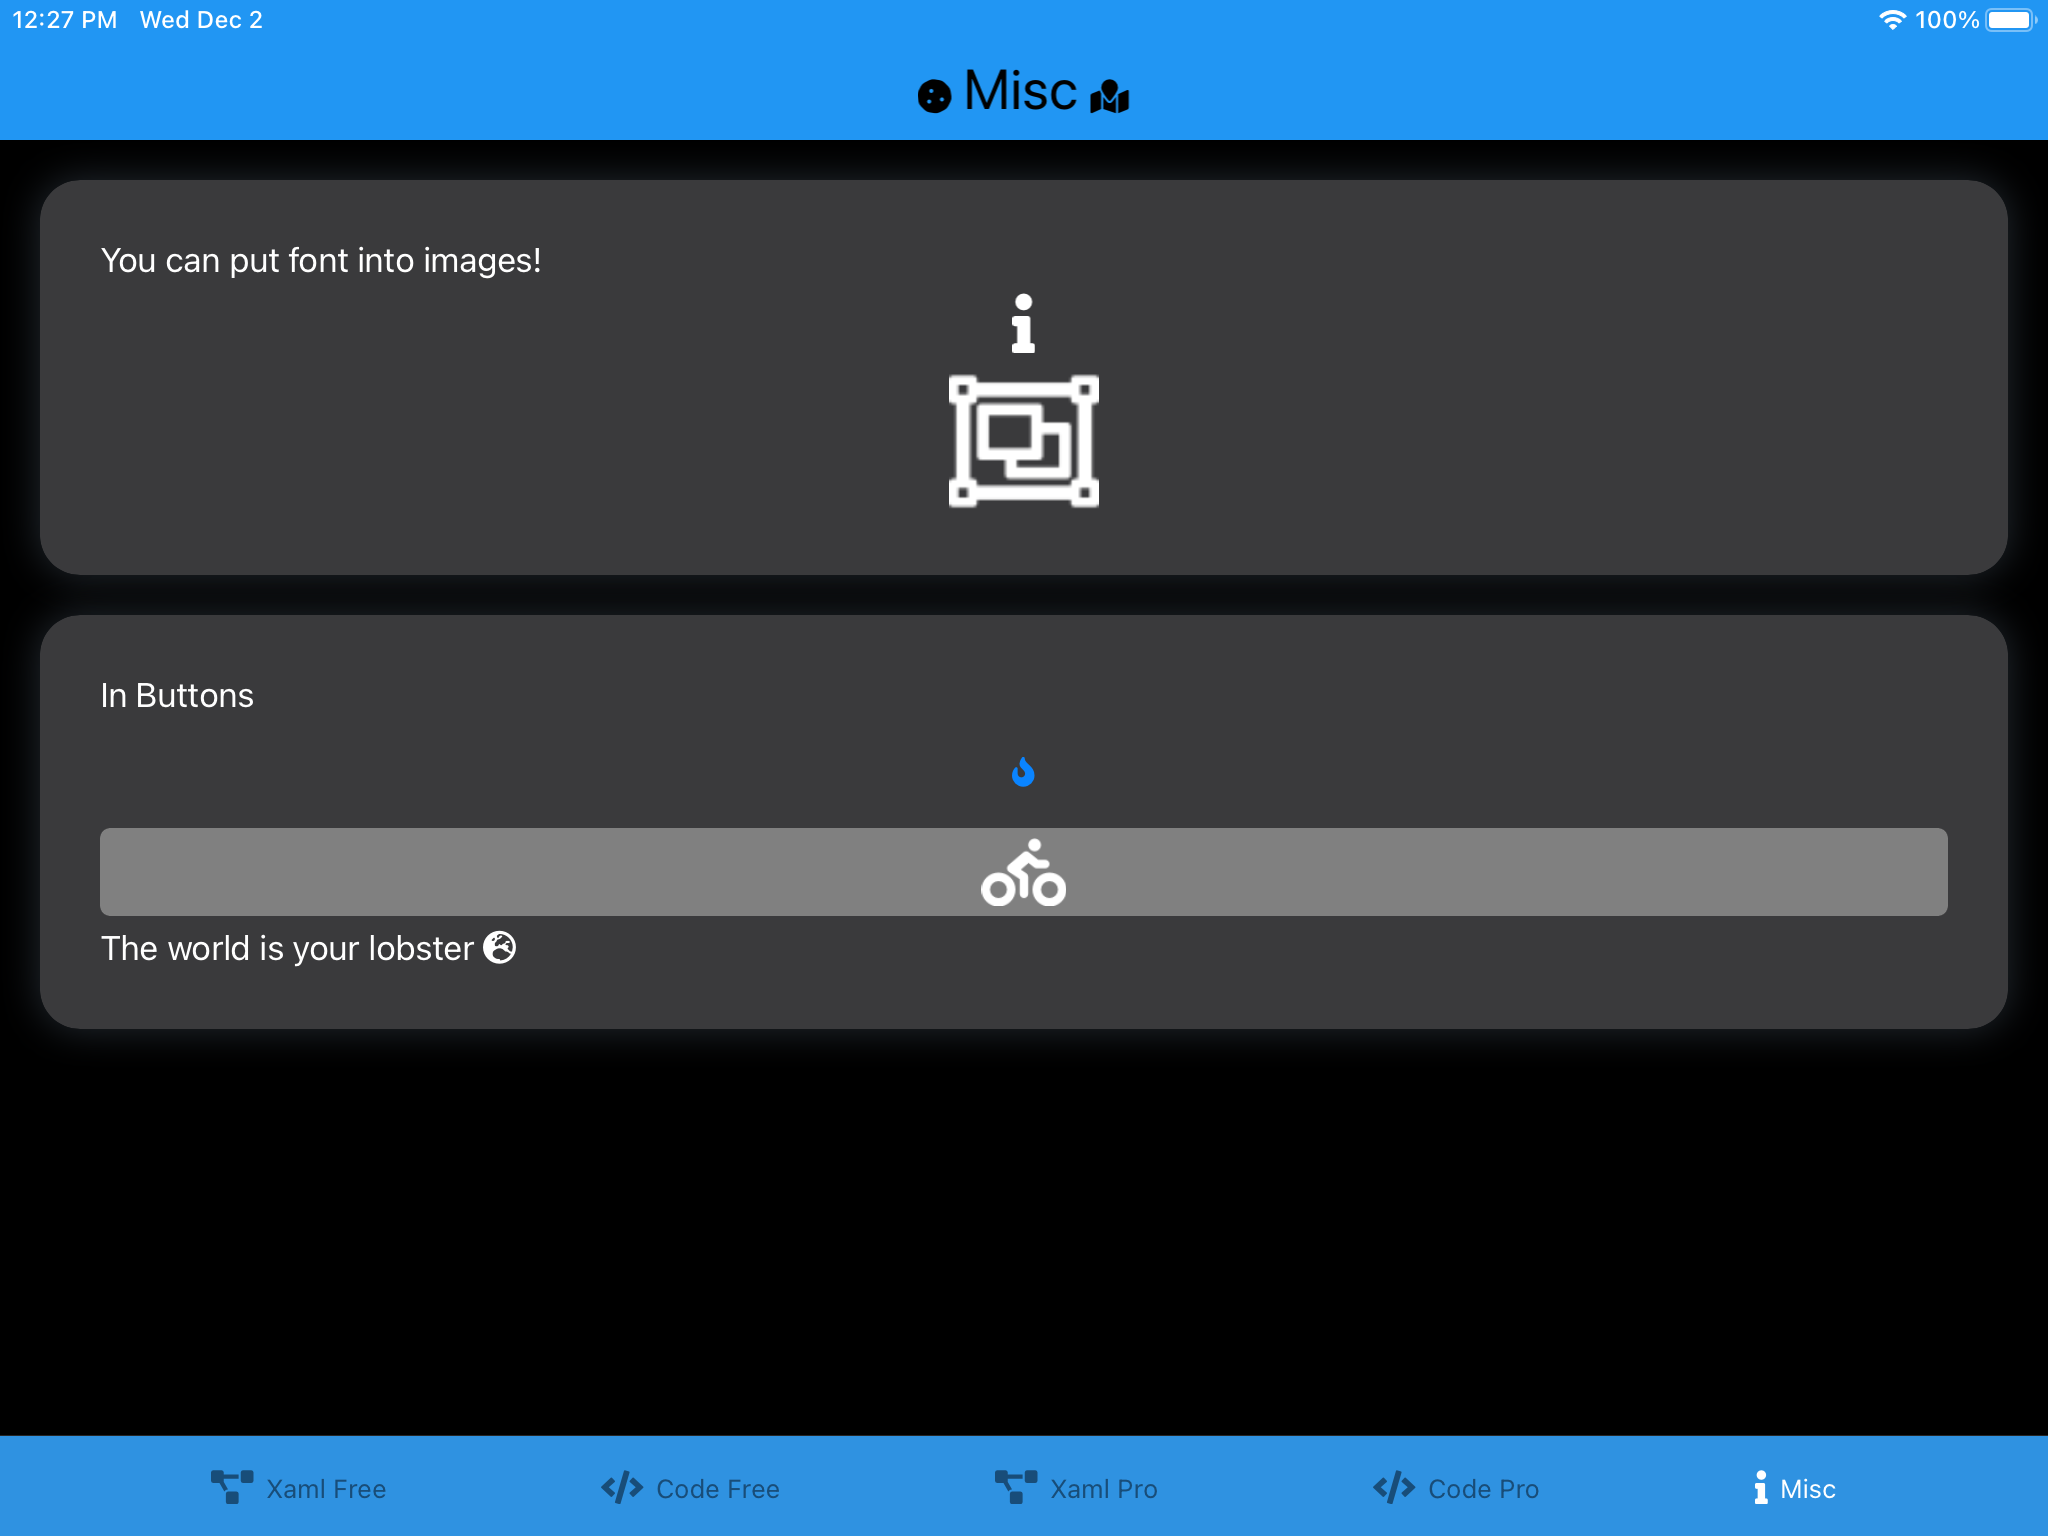 12:27 PM Wed Dec 2 100%
Misc
You can put font into images!
In Buttons
The world is your lobster
Xaml Free Code Free Xaml Pro Code Pro Misc